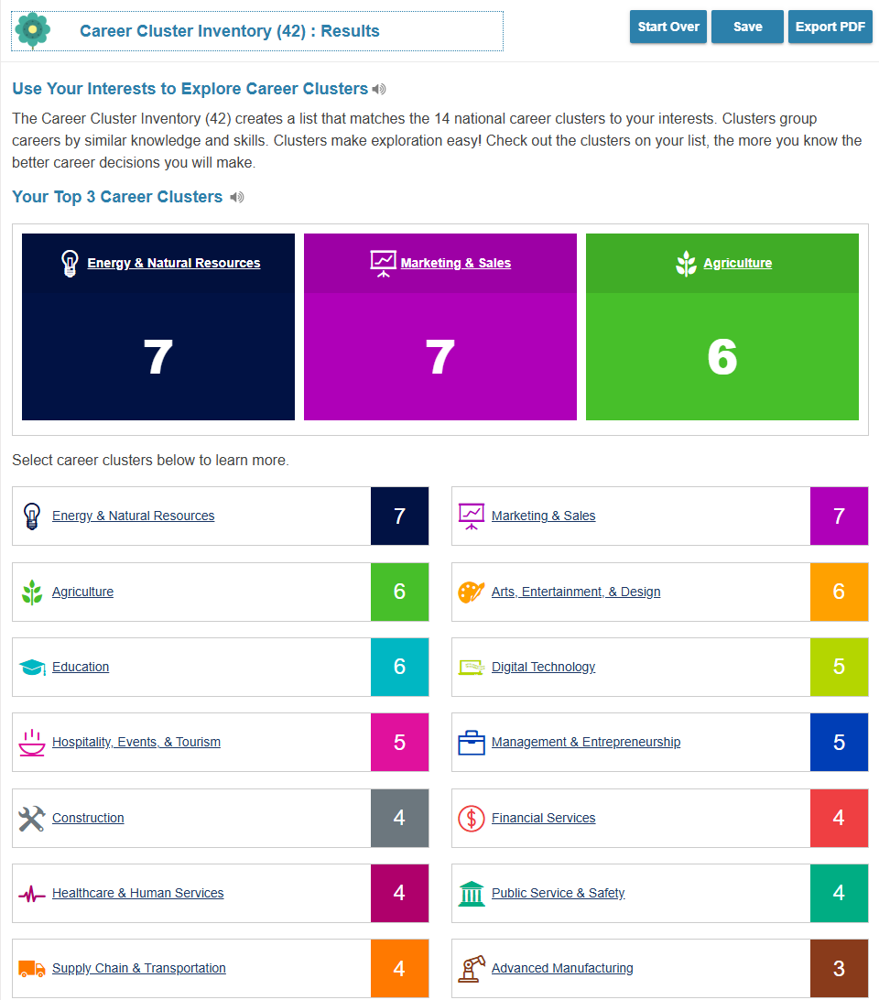 Career Cluster Inventory (42) : Results
Start Over
Save
Export PDF
Use Your Interests to Explore Career Clusters
The Career Cluster Inventory (42) creates a list that matches the 14 national career clusters to your interests. Clusters group
careers by similar knowledge and skills. Clusters make exploration easy! Check out the clusters on your list, the more you know the
better career decisions you will make.
Your Top 3 Career Clusters
Energy & Natural Resources
7
Marketing & Sales
7
Agriculture
6
Select career clusters below to learn more.
Energy & Natural Resources
7
Marketing & Sales
7
Agriculture
6
Arts, Entertainment, & Design
6
Education
6
Digital Technology
5
Hospitality, Events, & Tourism
5
Management & Entrepreneurship
5
Construction
4
$
Financial Services
4
Healthcare & Human Services
4
Public Service & Safety
4
Supply Chain & Transportation
4
Advanced Manufacturing
3